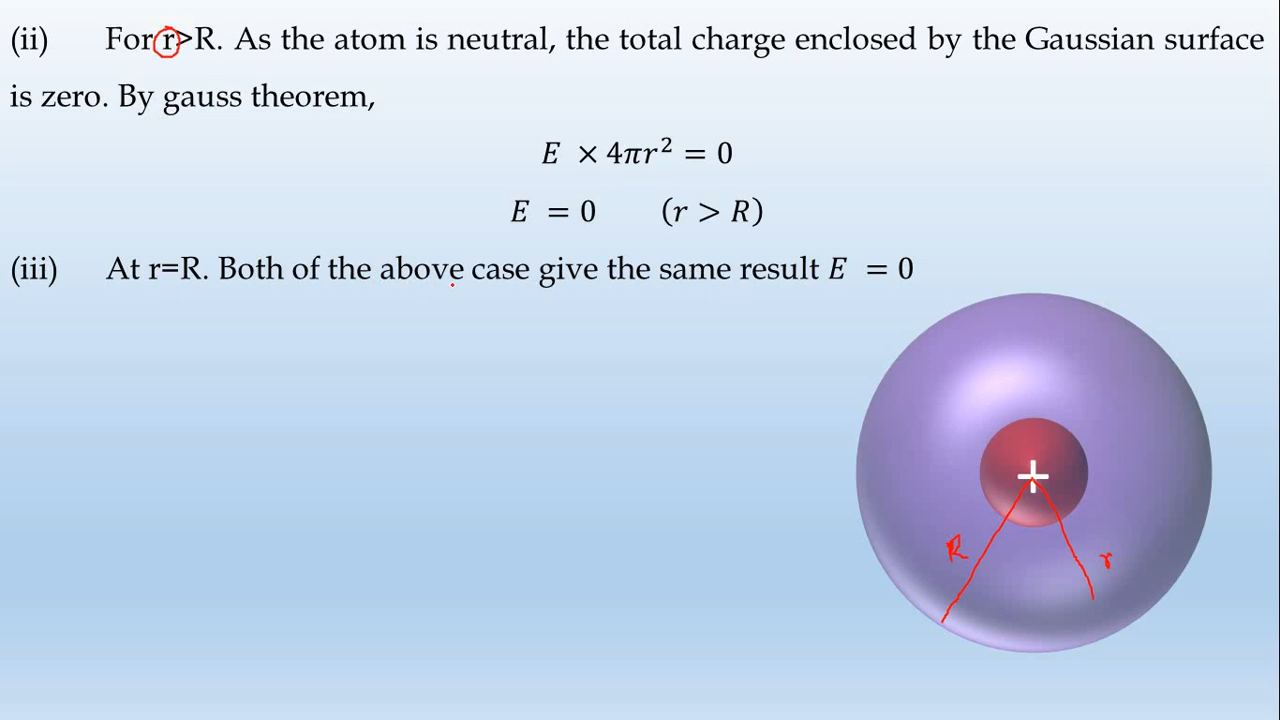 (ii) For r>R. As the atom is neutral, the total charge enclosed by the Gaussian surface
is zero. By gauss theorem,
E × 4πr² = 0
E = 0 (r > R)
(iii) At r=R. Both of the above case give the same result E = 0
+
R r